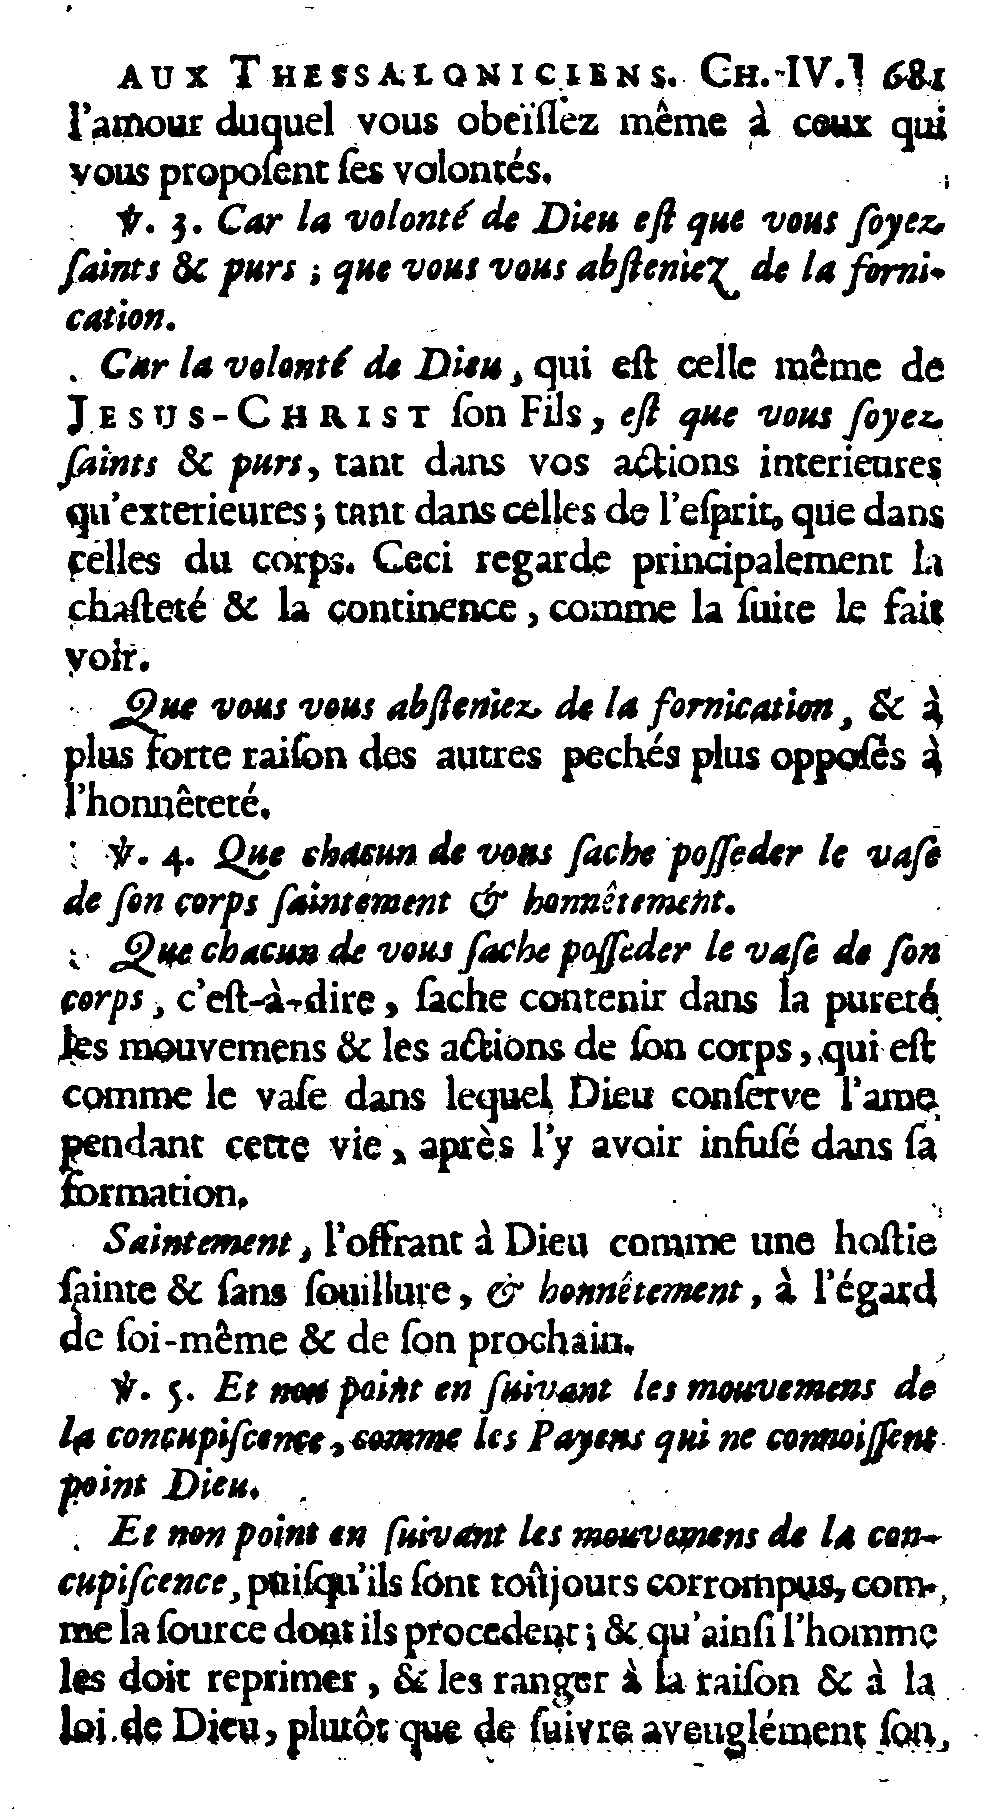 AUX THESSALONICIENS. CH. IV. 681
l'amour duquel vous obeïſſez même à ceux qui
vous propoſent ſes volontés.
℣. 3. Car la volonté de Dieu eſt que vous ſoyez
ſaints & purs ; que vous vous abſteniez de la forni-
cation.
Car la volonté de Dieu, qui eſt celle même de
JESUS-CHRIST ſon Fils, eſt que vous ſoyez
ſaints & purs, tant dans vos actions interieures
qu'exterieures ; tant dans celles de l'eſprit, que dans
celles du corps. Ceci regarde principalement la
chaſteté & la continence, comme la ſuite le fait
voir.
Que vous vous abſteniez de la fornication, & à
plus forte raiſon des autres pechés plus oppoſés à
l'honnêteté.
℣. 4. Que chacun de vous ſache poſſeder le vaſe
de ſon corps ſaintement & honnêtement.
Que chacun de vous ſache poſſeder le vaſe de ſon
corps, c'eſt-à-dire, ſache contenir dans la pureté
les mouvemens & les actions de ſon corps, qui eſt
comme le vaſe dans lequel Dieu conſerve l'ame
pendant cette vie, après l'y avoir infuſé dans ſa
formation.
Saintement, l'offrant à Dieu comme une hoſtie
ſainte & ſans ſouillure, & honnêtement, à l'égard
de ſoi-même & de ſon prochain.
℣. 5. Et non point en ſuivant les mouvemens de
la concupiſcence, comme les Payens qui ne connoiſſent
point Dieu.
Et non point en ſuivant les mouvemens de la con-
cupiſcence, puiſqu'ils ſont toûjours corrompus, com-
me la ſource dont ils procedent ; & qu'ainſi l'homme
les doit reprimer, & les ranger à la raiſon & à la
loi de Dieu, plutôt que de ſuivre aveuglément ſon